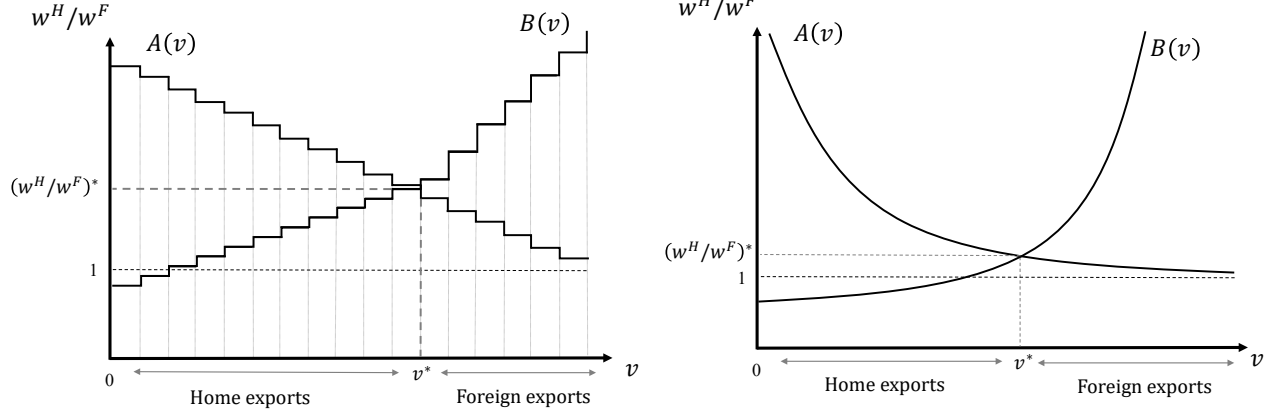 w^H/w^F
A(v)
B(v)
(w^H/w^F)*
1
0
v*
v
Home exports
Foreign exports
w^H/w^F
A(v)
B(v)
(w^H/w^F)*
1
0
v*
v
Home exports
Foreign exports